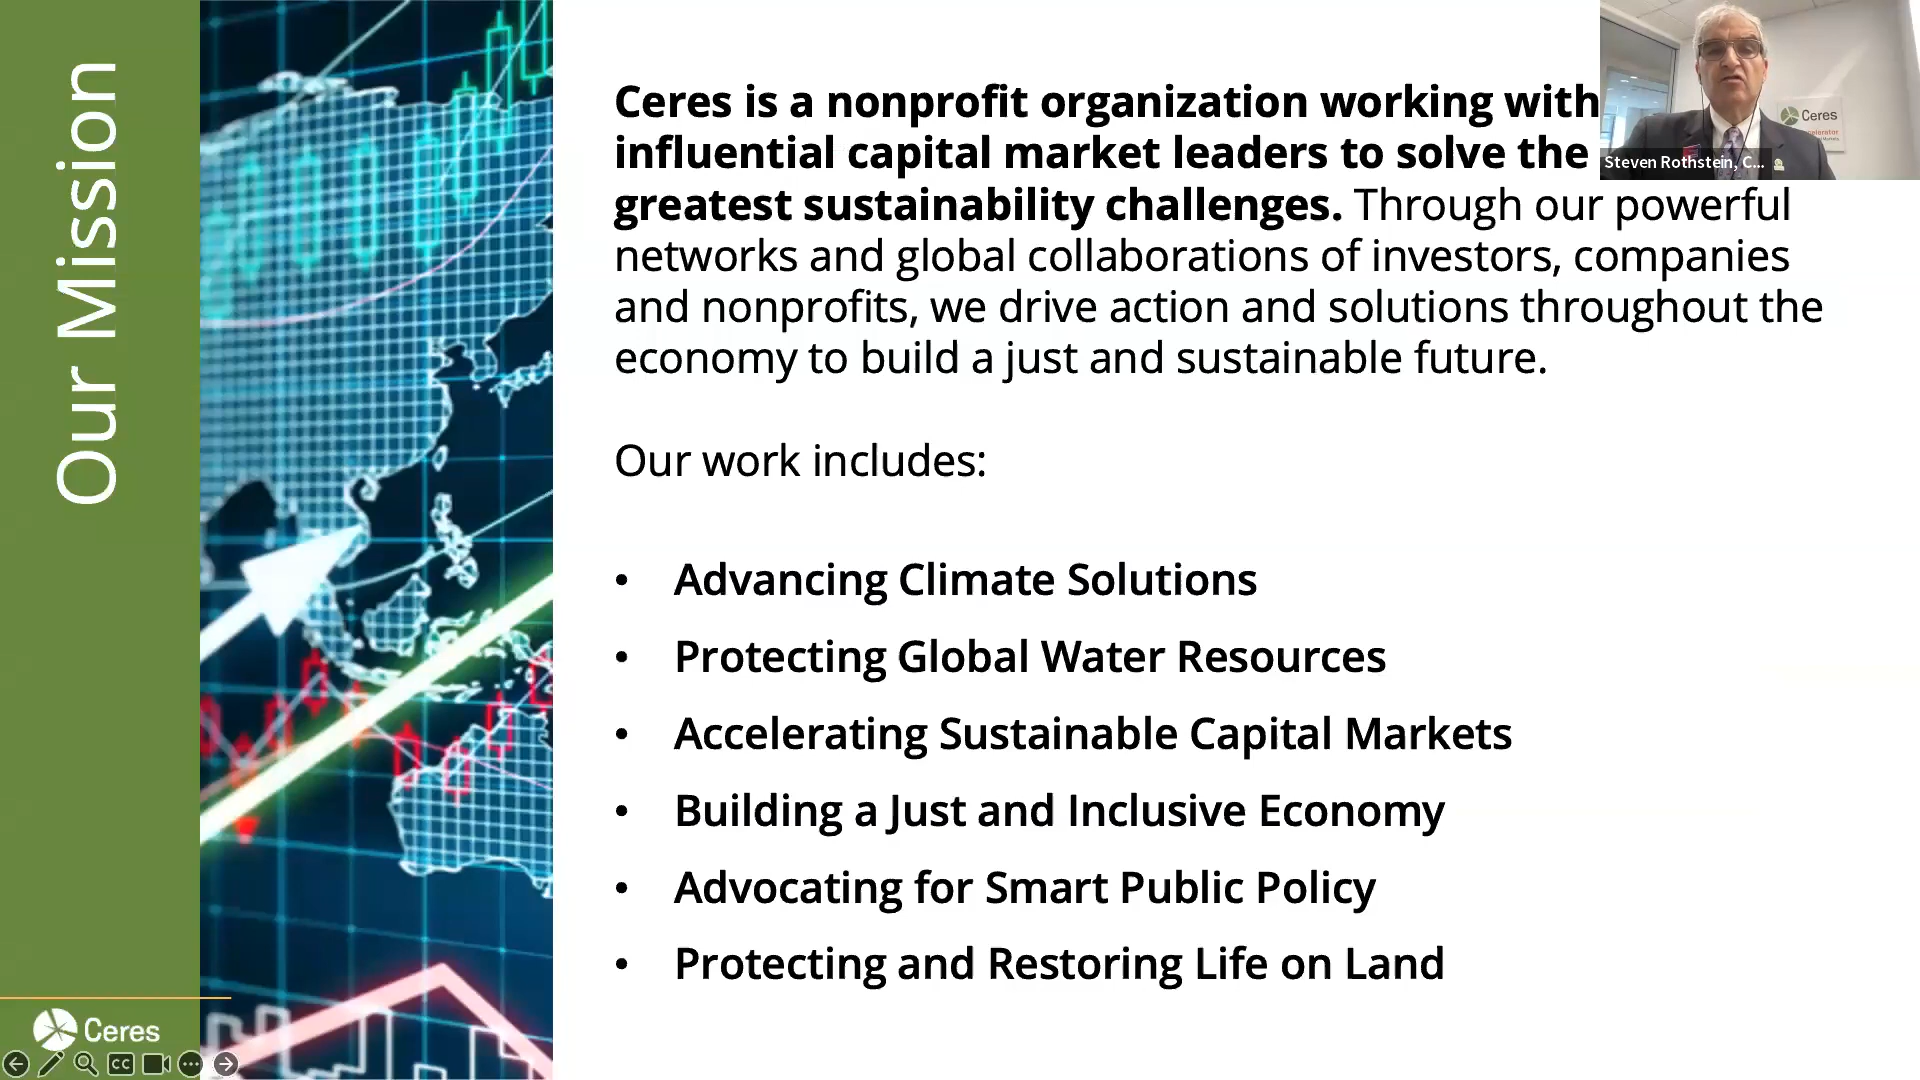 Our Mission
Ceres is a nonprofit organization working with
influential capital market leaders to solve the
greatest sustainability challenges. Through our powerful
networks and global collaborations of investors, companies
and nonprofits, we drive action and solutions throughout the
economy to build a just and sustainable future.
Our work includes:
• Advancing Climate Solutions
• Protecting Global Water Resources
• Accelerating Sustainable Capital Markets
• Building a Just and Inclusive Economy
• Advocating for Smart Public Policy
• Protecting and Restoring Life on Land
Ceres
Steven Rothstein, C...
Ceres
CC